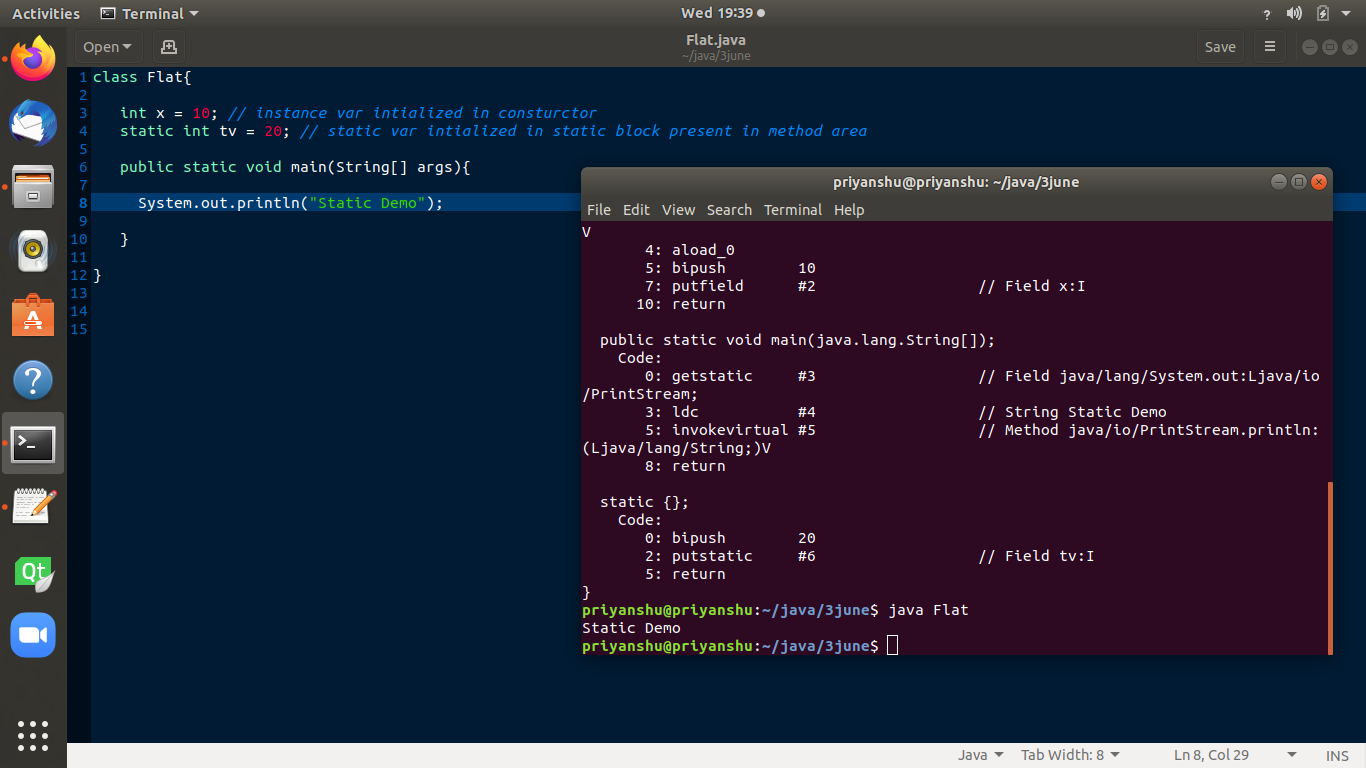 Activities Terminal Wed 19:39
Open Flat.java Save
~/java/3june
1 class Flat{
2
3 int x = 10; // instance var intialized in consturctor
4 static int tv = 20; // static var intialized in static block present in method area
5
6 public static void main(String[] args){
7
8 System.out.println("Static Demo");
9
10 }
11
12 }
13
14
15
priyanshu@priyanshu: ~/java/3june
File Edit View Search Terminal Help
V
4: aload_0
5: bipush 10
7: putfield #2 // Field x:I
10: return
public static void main(java.lang.String[]);
Code:
0: getstatic #3 // Field java/lang/System.out:Ljava/io
/PrintStream;
3: ldc #4 // String Static Demo
5: invokevirtual #5 // Method java/io/PrintStream.println:
(Ljava/lang/String;)V
8: return
static {};
Code:
0: bipush 20
2: putstatic #6 // Field tv:I
5: return
}
priyanshu@priyanshu:~/java/3june$ java Flat
Static Demo
priyanshu@priyanshu:~/java/3june$
Qt
Java Tab Width: 8 Ln 8, Col 29 INS